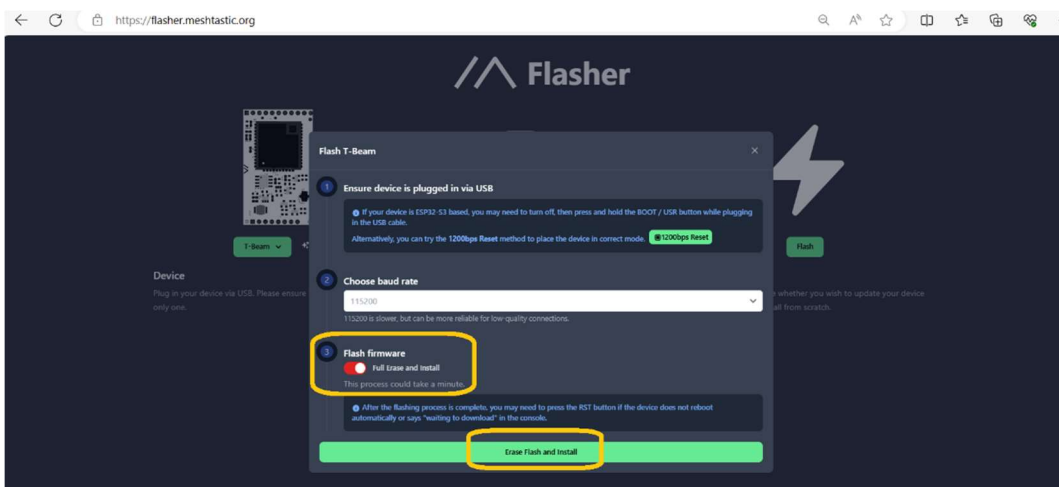 https://flasher.meshtastic.org
Flasher
Flash T-Beam
1
Ensure device is plugged in via USB
If your device is ESP32-S3 based, you may need to turn off, then press and hold the BOOT / USR button while plugging
in the USB cable.
Alternatively, you can try the 1200bps Reset method to place the device in correct mode. 1200bps Reset
T-Beam
Flash
2
Choose baud rate
Device
115200
Plug in your device via USB. Please ensure
whether you wish to update your device
only one
all from scratch.
115200 is slower, but can be more reliable for low-quality connections.
3
Flash firmware
Full Erase and Install
This process could take a minute.
After the flashing process is complete, you may need to press the RST button if the device does not reboot
automatically or says "waiting to download" in the console.
Erase Flash and Install